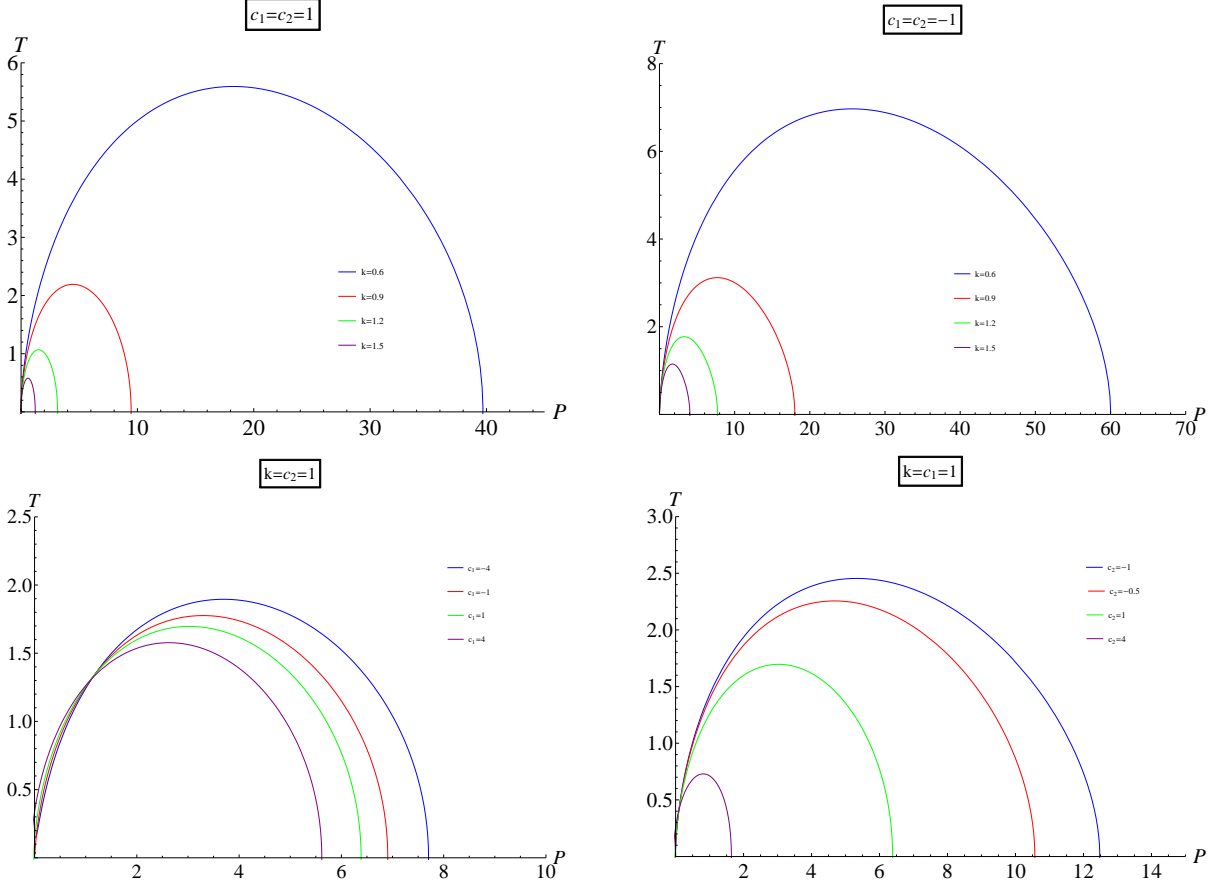 c₁=c₂=1
T
6
5
4
3
2
1
10
20
30
40
P
k=0.6
k=0.9
k=1.2
k=1.5
c₁=c₂=−1
T
8
6
4
2
10
20
30
40
50
60
70
P
k=0.6
k=0.9
k=1.2
k=1.5
k=c₂=1
T
2.5
2.0
1.5
1.0
0.5
2
4
6
8
10
P
c₁=−4
c₁=−1
c₁=1
c₁=4
k=c₁=1
T
3.0
2.5
2.0
1.5
1.0
0.5
0
2
4
6
8
10
12
14
P
c₂=−1
c₂=−0.5
c₂=1
c₂=4